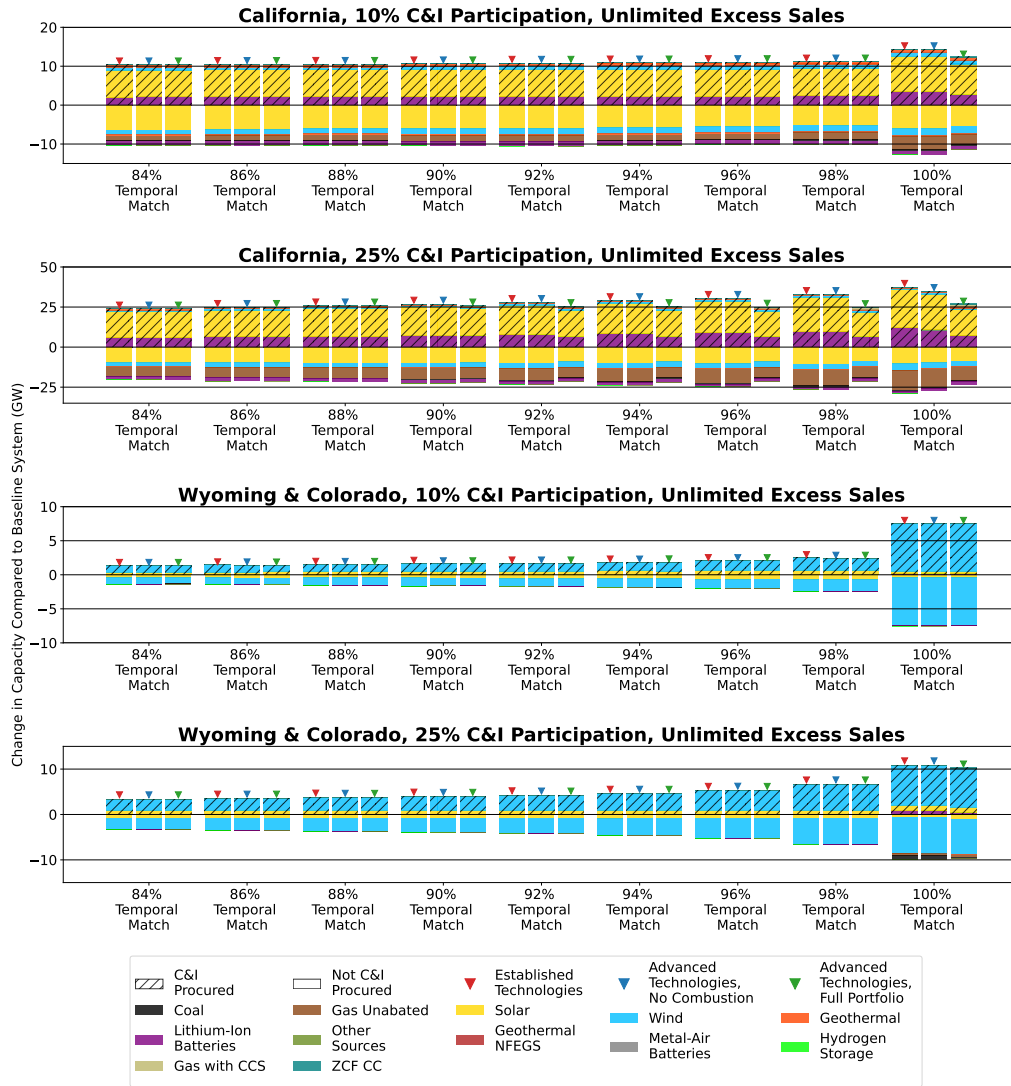 California, 10% C&I Participation, Unlimited Excess Sales
20
10
0
−10
84%
Temporal
Match
86%
Temporal
Match
88%
Temporal
Match
90%
Temporal
Match
92%
Temporal
Match
94%
Temporal
Match
96%
Temporal
Match
98%
Temporal
Match
100%
Temporal
Match
California, 25% C&I Participation, Unlimited Excess Sales
50
25
0
−25
84%
Temporal
Match
86%
Temporal
Match
88%
Temporal
Match
90%
Temporal
Match
92%
Temporal
Match
94%
Temporal
Match
96%
Temporal
Match
98%
Temporal
Match
100%
Temporal
Match
Change in Capacity Compared to Baseline System (GW)
Wyoming & Colorado, 10% C&I Participation, Unlimited Excess Sales
10
5
0
−5
−10
84%
Temporal
Match
86%
Temporal
Match
88%
Temporal
Match
90%
Temporal
Match
92%
Temporal
Match
94%
Temporal
Match
96%
Temporal
Match
98%
Temporal
Match
100%
Temporal
Match
Wyoming & Colorado, 25% C&I Participation, Unlimited Excess Sales
10
0
−10
84%
Temporal
Match
86%
Temporal
Match
88%
Temporal
Match
90%
Temporal
Match
92%
Temporal
Match
94%
Temporal
Match
96%
Temporal
Match
98%
Temporal
Match
100%
Temporal
Match
C&I
Procured
Coal
Lithium-Ion
Batteries
Gas with CCS
Not C&I
Procured
Gas Unabated
Other
Sources
ZCF CC
Established
Technologies
Solar
Geothermal
NFEGS
Advanced
Technologies,
No Combustion
Wind
Metal-Air
Batteries
Advanced
Technologies,
Full Portfolio
Geothermal
Hydrogen
Storage